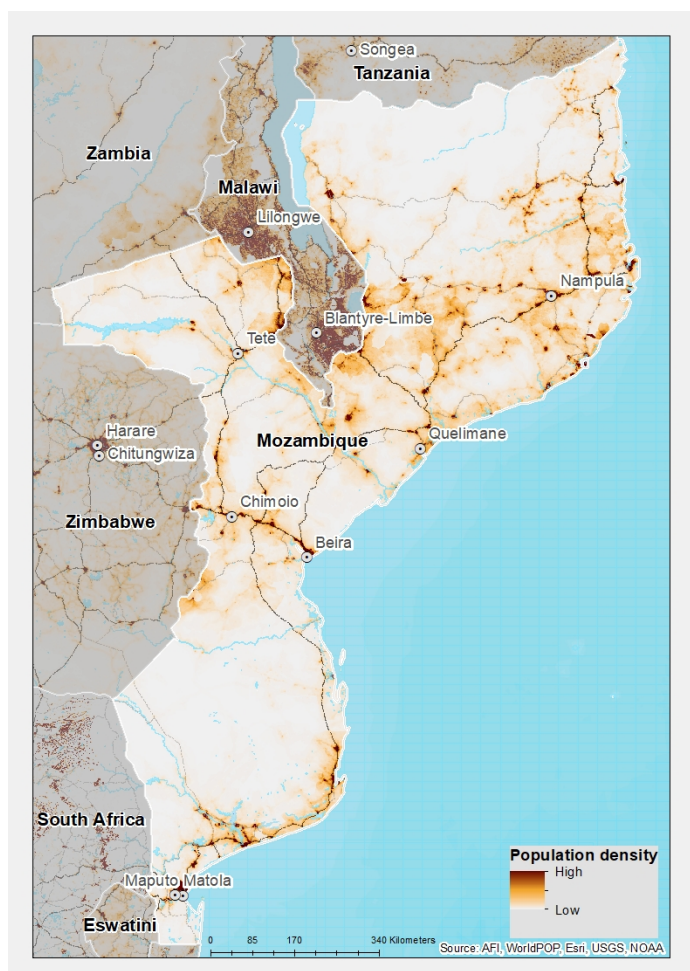 Songea
Tanzania
Zambia
Malawi
Lilongwe
Nampula
Blantyre-Limbe
Tete
Harare
Chitungwiza
Mozambique
Quelimane
Zimbabwe
Chimoio
Beira
South Africa
Maputo Matola
Eswatini
Population density
High
Low
0 85 170 340 Kilometers
Source: AFI, WorldPOP, Esri, USGS, NOAA